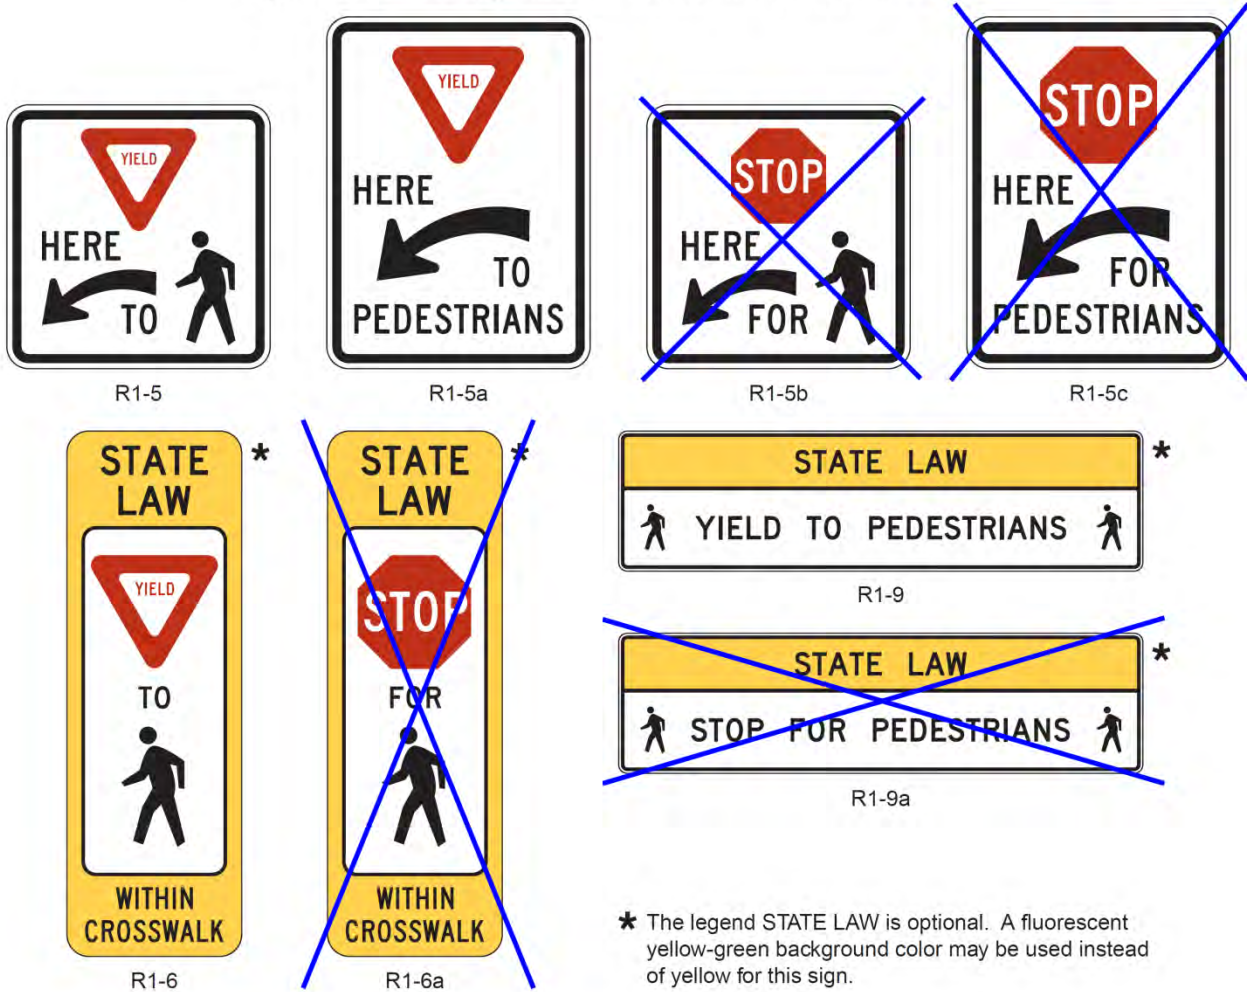 YIELD
HERE
TO
R1-5
YIELD
HERE
TO
PEDESTRIANS
R1-5a
STOP
HERE
FOR
R1-5b
STOP
HERE
FOR
PEDESTRIANS
R1-5c
STATE
LAW
*
YIELD
TO
WITHIN
CROSSWALK
R1-6
STATE
LAW
*
STOP
FOR
WITHIN
CROSSWALK
R1-6a
STATE LAW
*
YIELD TO PEDESTRIANS
R1-9
STATE LAW
*
STOP FOR PEDESTRIANS
R1-9a
* The legend STATE LAW is optional. A fluorescent
yellow-green background color may be used instead
of yellow for this sign.